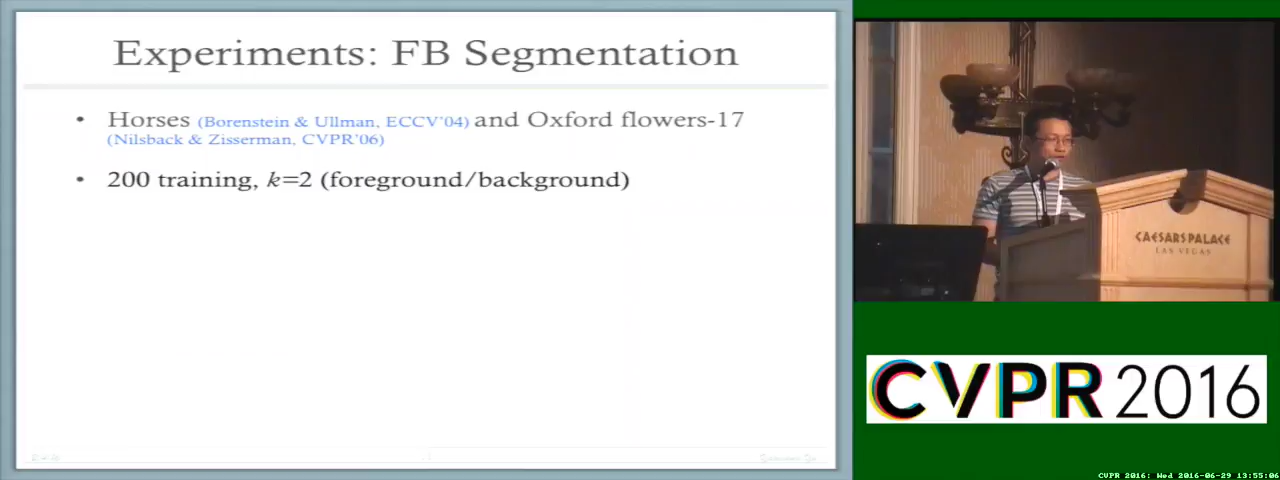 Experiments: FB Segmentation
• Horses (Borenstein & Ullman, ECCV'04) and Oxford flowers-17
(Nilsback & Zisserman, CVPR'06)
• 200 training, k=2 (foreground/background)
CAESARS PALACE
LAS VEGAS
CVPR 2016
CVPR 2016: Wed 2016-06-29 13:55:06